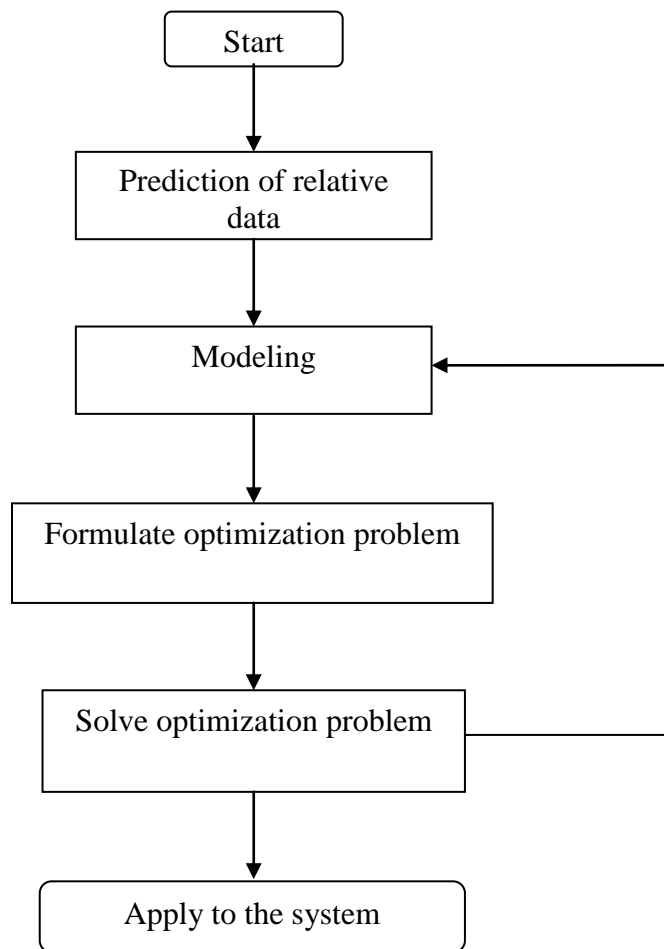 Start
Prediction of relative
data
Modeling
Formulate optimization problem
Solve optimization problem
Apply to the system